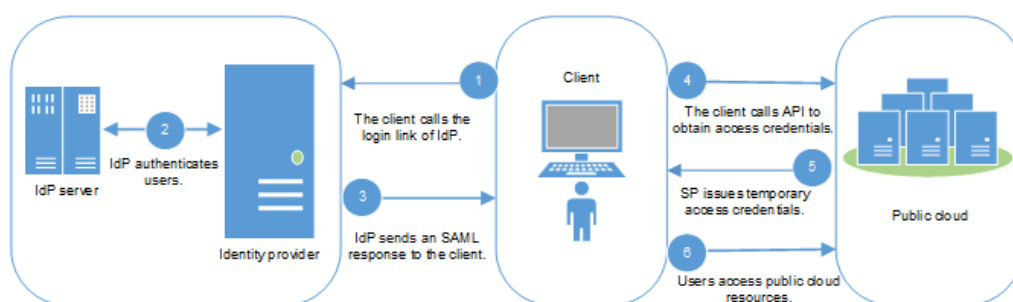 1
The client calls the
login link of IdP.
2
IdP authenticates
users.
IdP server
Identity provider
3
IdP sends an SAML
response to the client.
Client
4
The client calls API to
obtain access credentials.
5
SP issues temporary
access credentials.
6
Users access public cloud
resources.
Public cloud